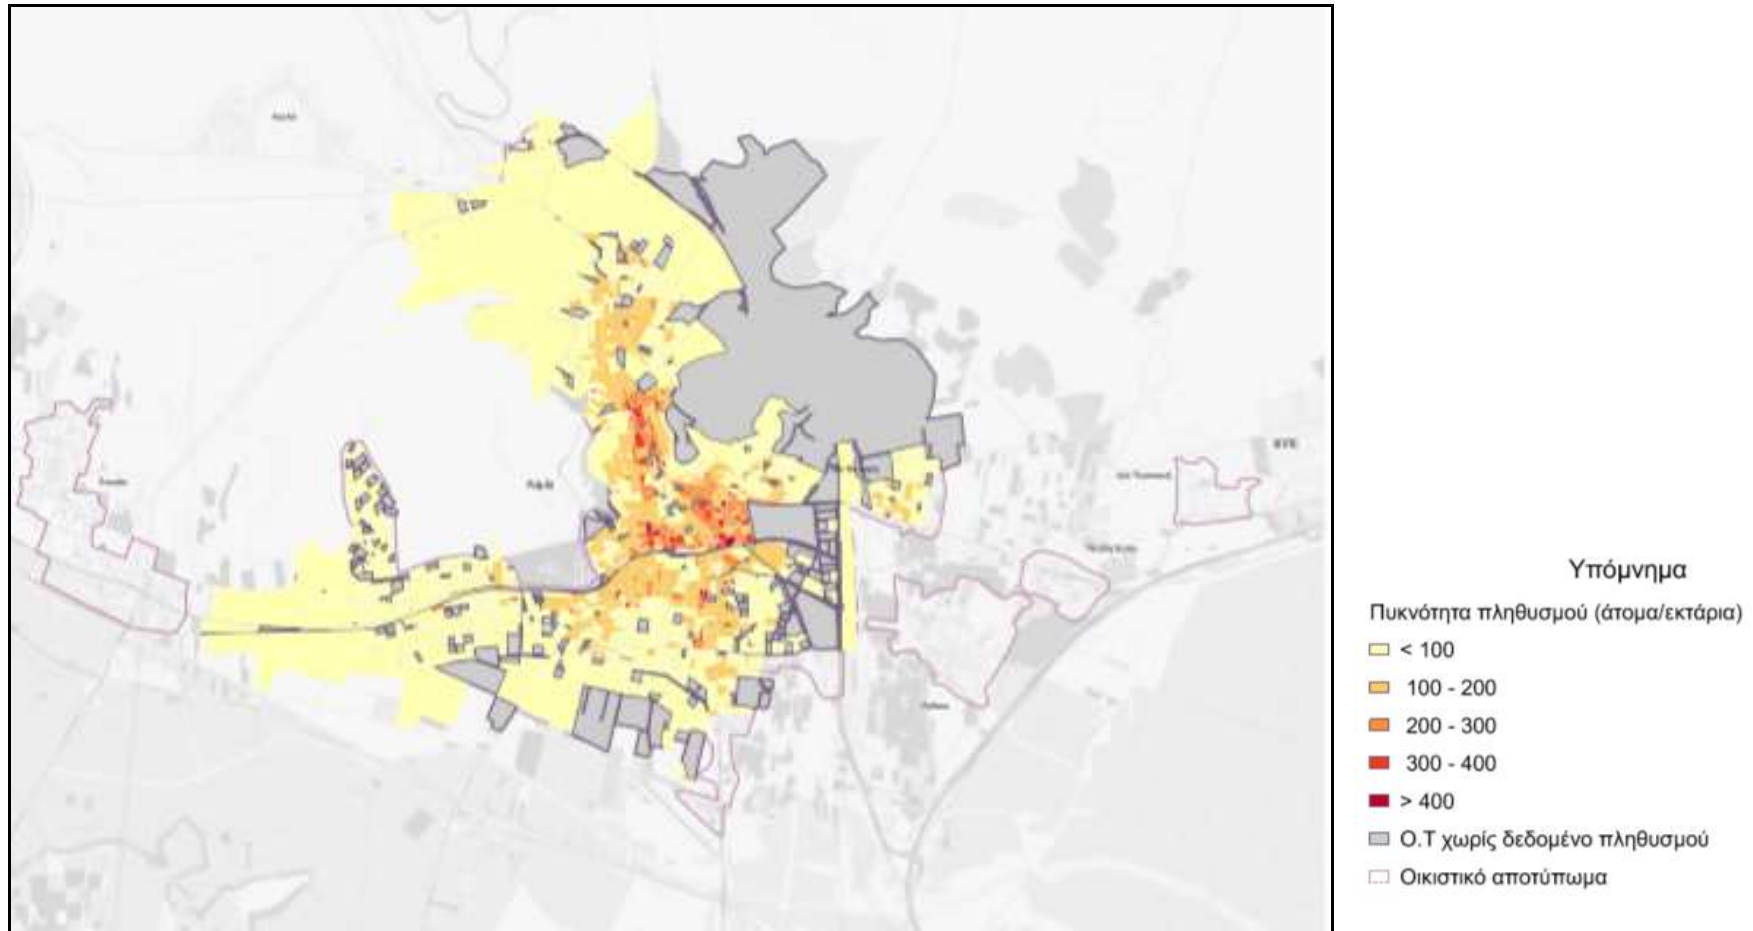 Υπόμνημα
Πυκνότητα πληθυσμού (άτομα/εκτάρια)
< 100
100 - 200
200 - 300
300 - 400
> 400
Ο.Τ χωρίς δεδομένο πληθυσμού
Οικιστικό αποτύπωμα